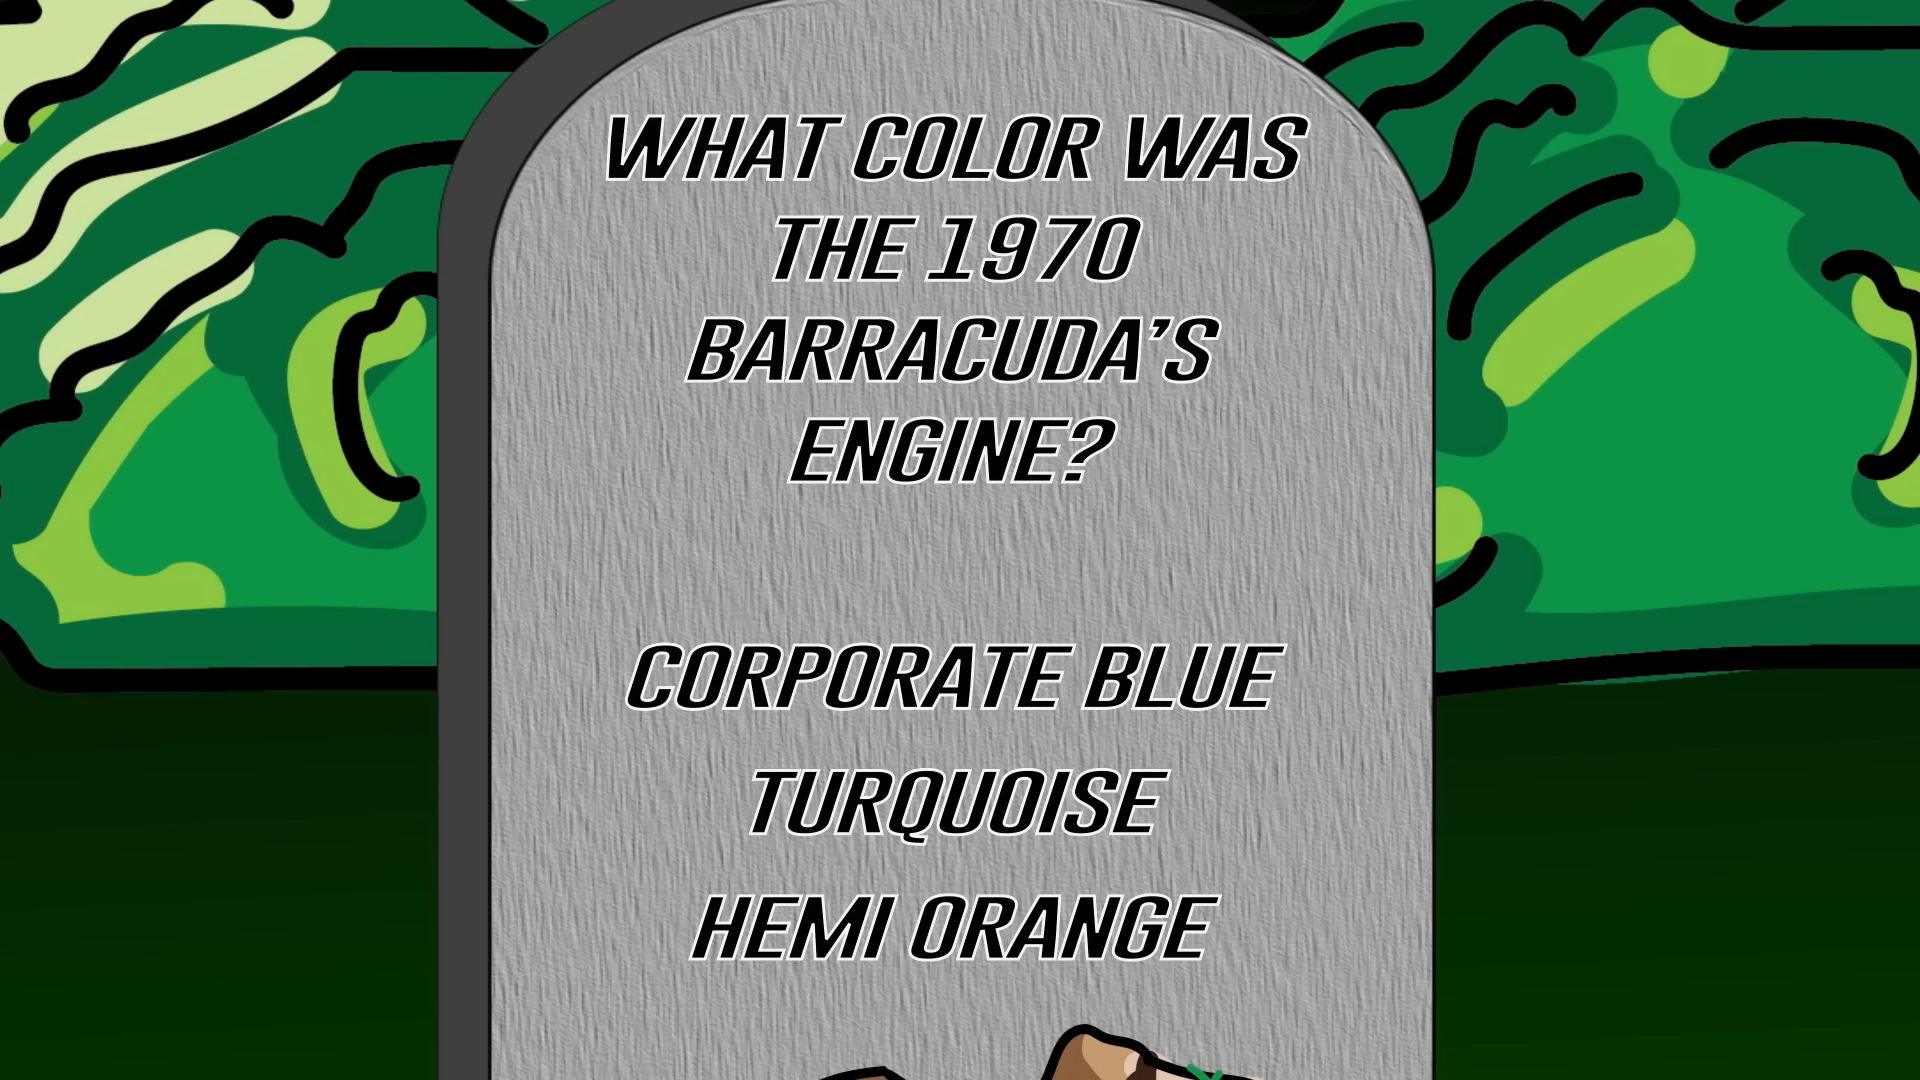 WHAT COLOR WAS
THE 1970
BARRACUDA’S
ENGINE?
CORPORATE BLUE
TURQUOISE
HEMI ORANGE